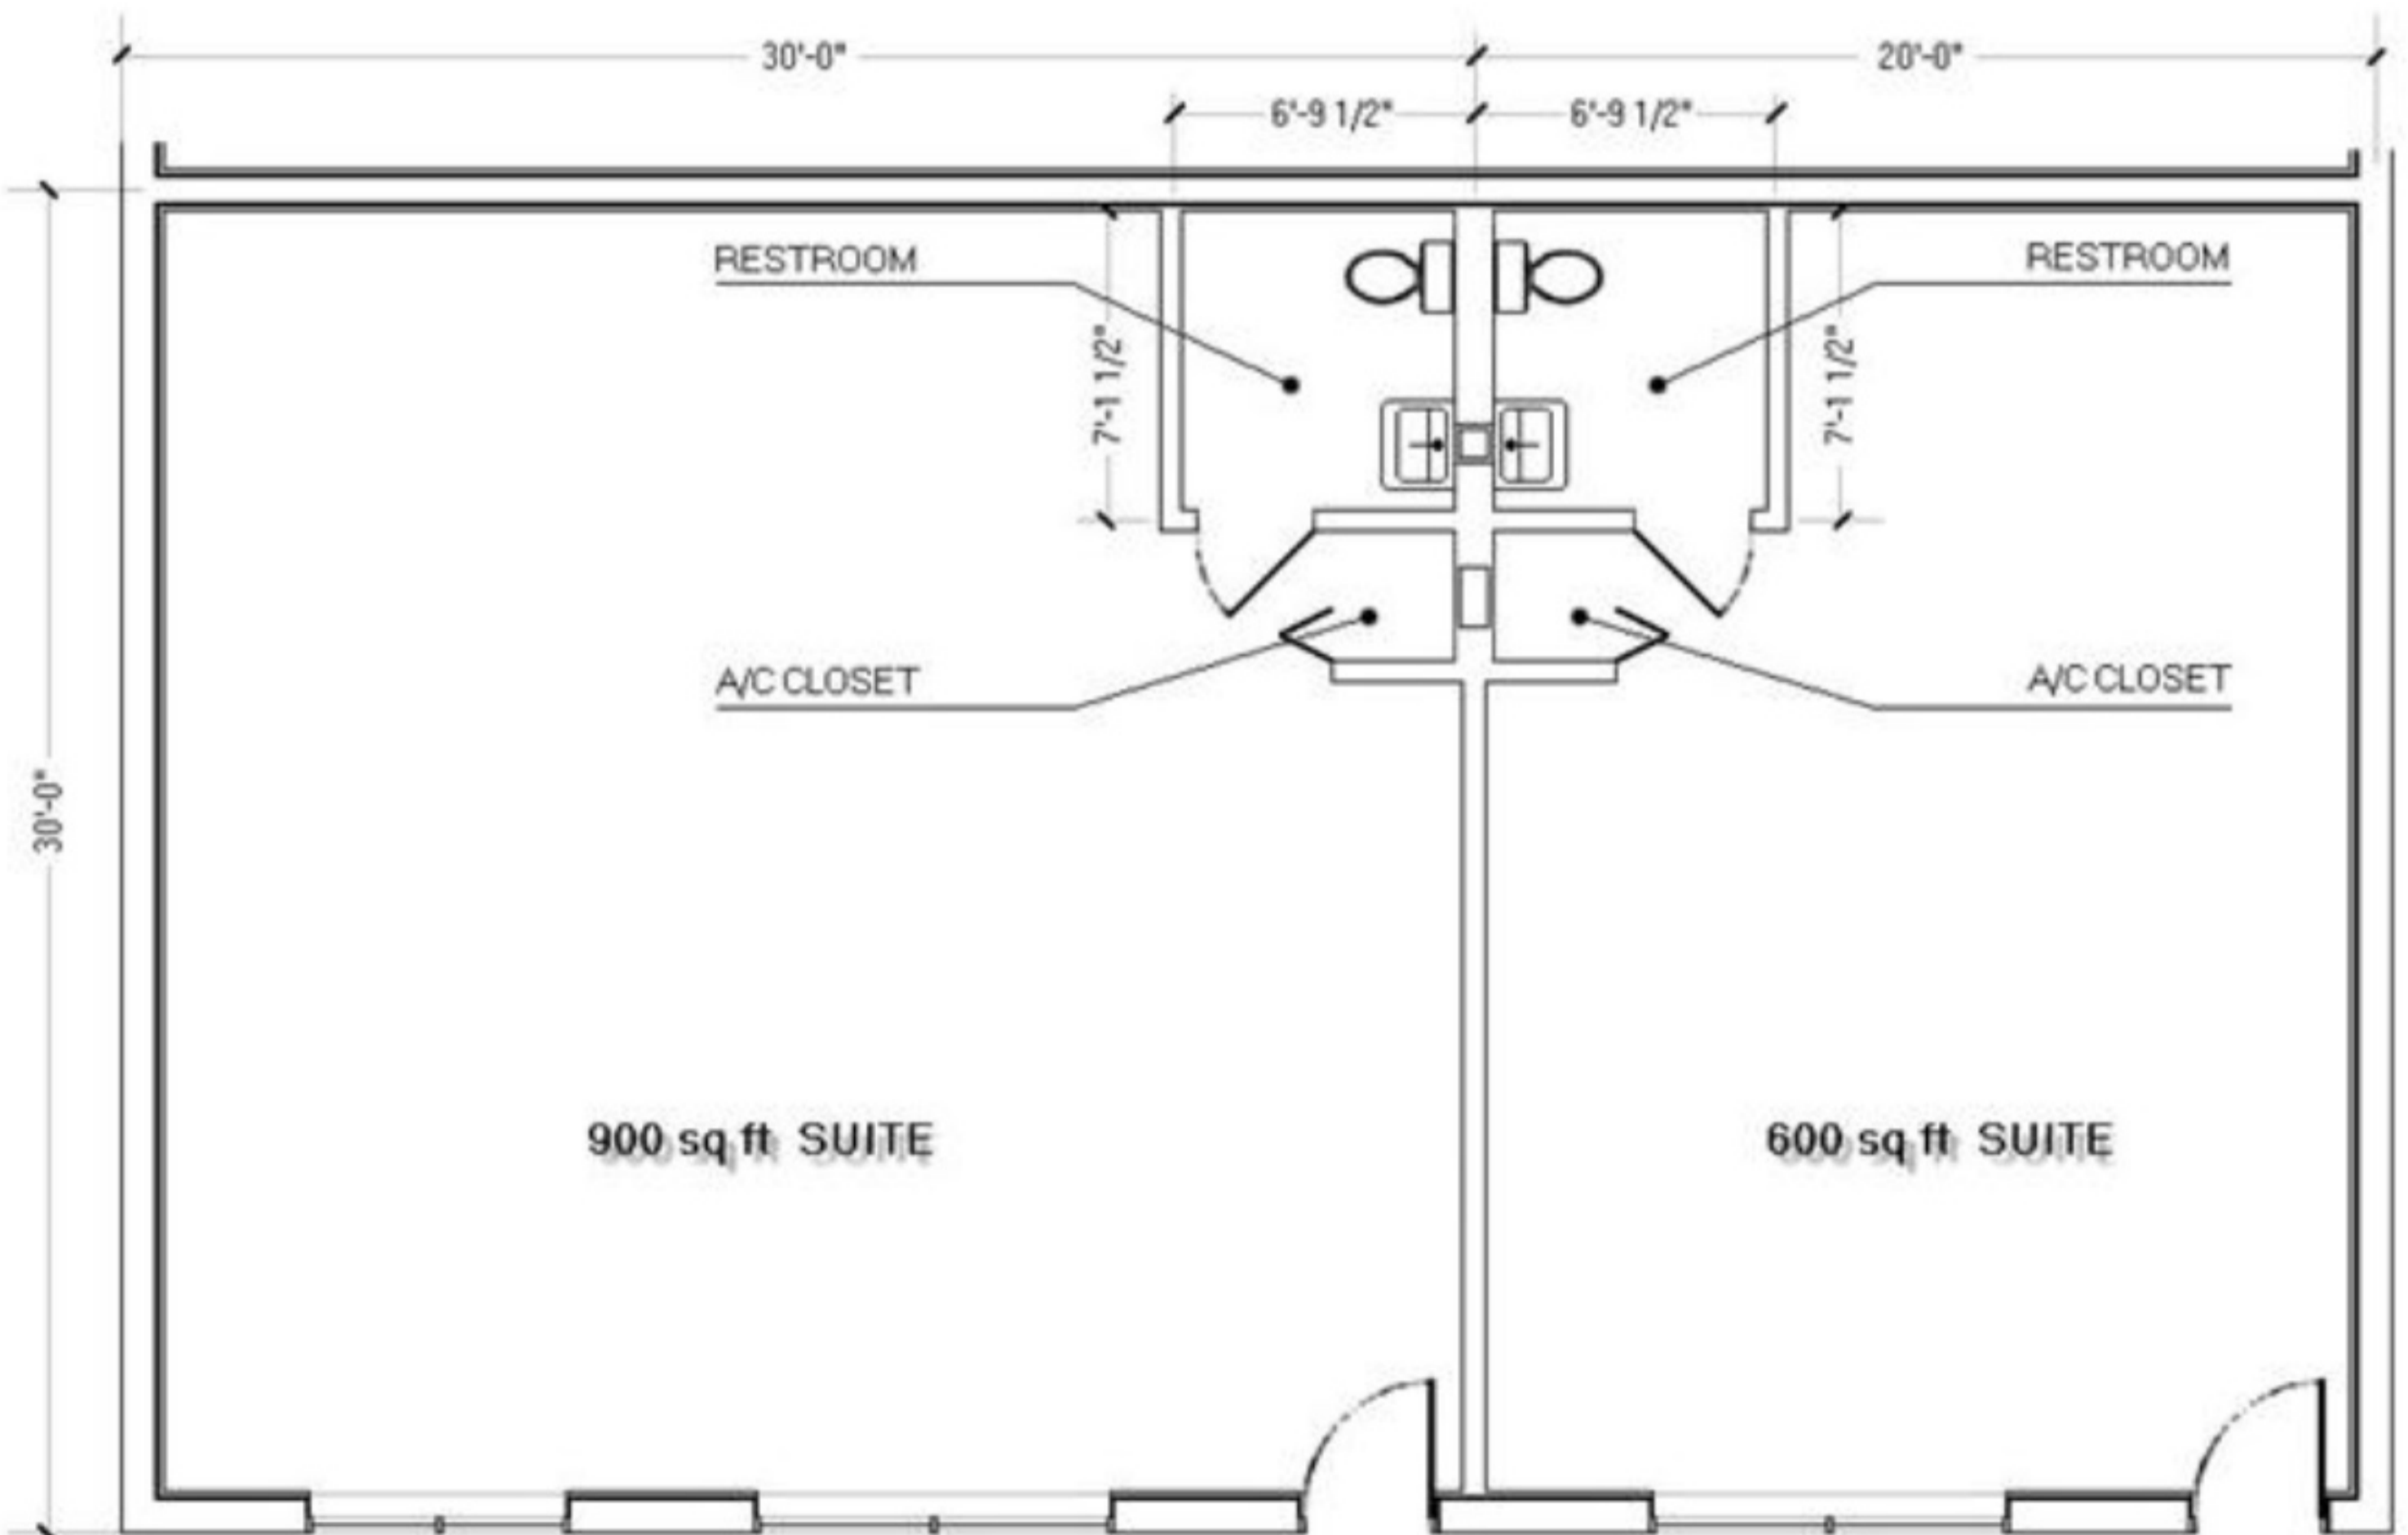 30'-0" 20'-0"
6'-9 1/2" 6'-9 1/2"
RESTROOM RESTROOM
7'-1 1/2" 7'-1 1/2"
A/C CLOSET A/C CLOSET
30'-0"
900 sq ft SUITE 600 sq ft SUITE